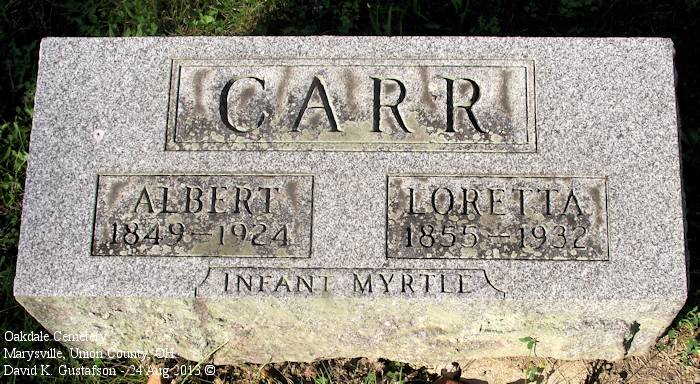 CARR
ALBERT
1849-1924
LORETTA
1855-1932
INFANT MYRTLE
Oakdale Cemetery
Marysville, Union County, OH
David K. Gustafson - 24 Aug 2013 ©